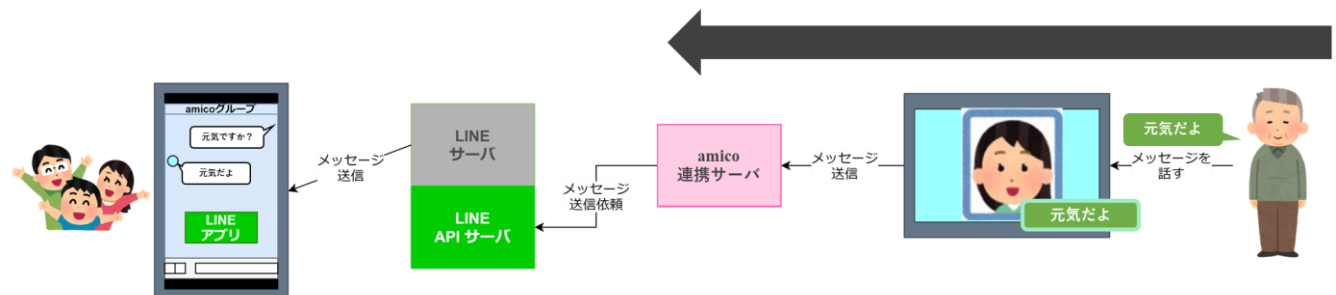 amicoグループ
元気ですか？
元気だよ
LINE
アプリ
メッセージ
送信
LINE
サーバ
LINE
API サーバ
メッセージ
送信依頼
amico
連携サーバ
メッセージ
送信
元気だよ
元気だよ
メッセージを
話す